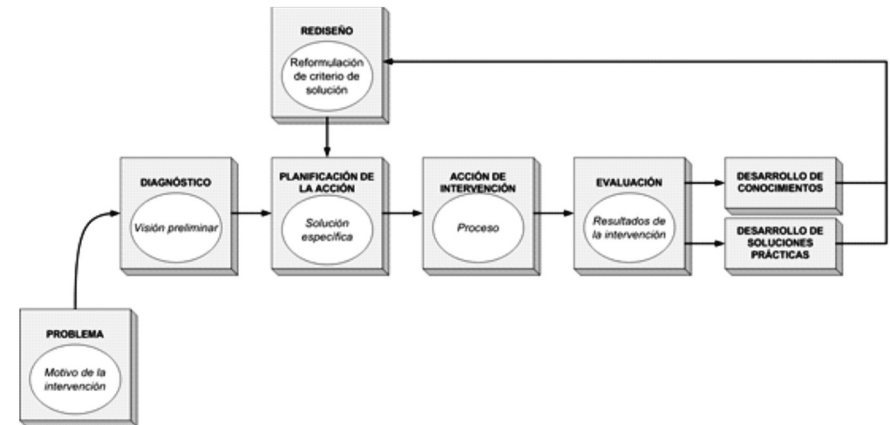 REDISEÑO
Reformulación
de criterio de
solución
DIAGNÓSTICO
Visión preliminar
PLANIFICACIÓN DE
LA ACCIÓN
Solución
específica
ACCIÓN DE
INTERVENCIÓN
Proceso
EVALUACIÓN
Resultados de
la intervención
DESARROLLO DE
CONOCIMIENTOS
DESARROLLO DE
SOLUCIONES
PRÁCTICAS
PROBLEMA
Motivo de la
intervención